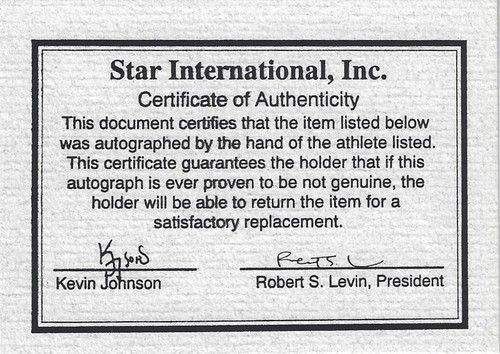 Star International, Inc.
Certificate of Authenticity
This document certifies that the item listed below
was autographed by the hand of the athlete listed.
This certificate guarantees the holder that if this
autograph is ever proven to be not genuine, the
holder will be able to return the item for a
satisfactory replacement.
Kevin Johnson
Robert S. Levin, President